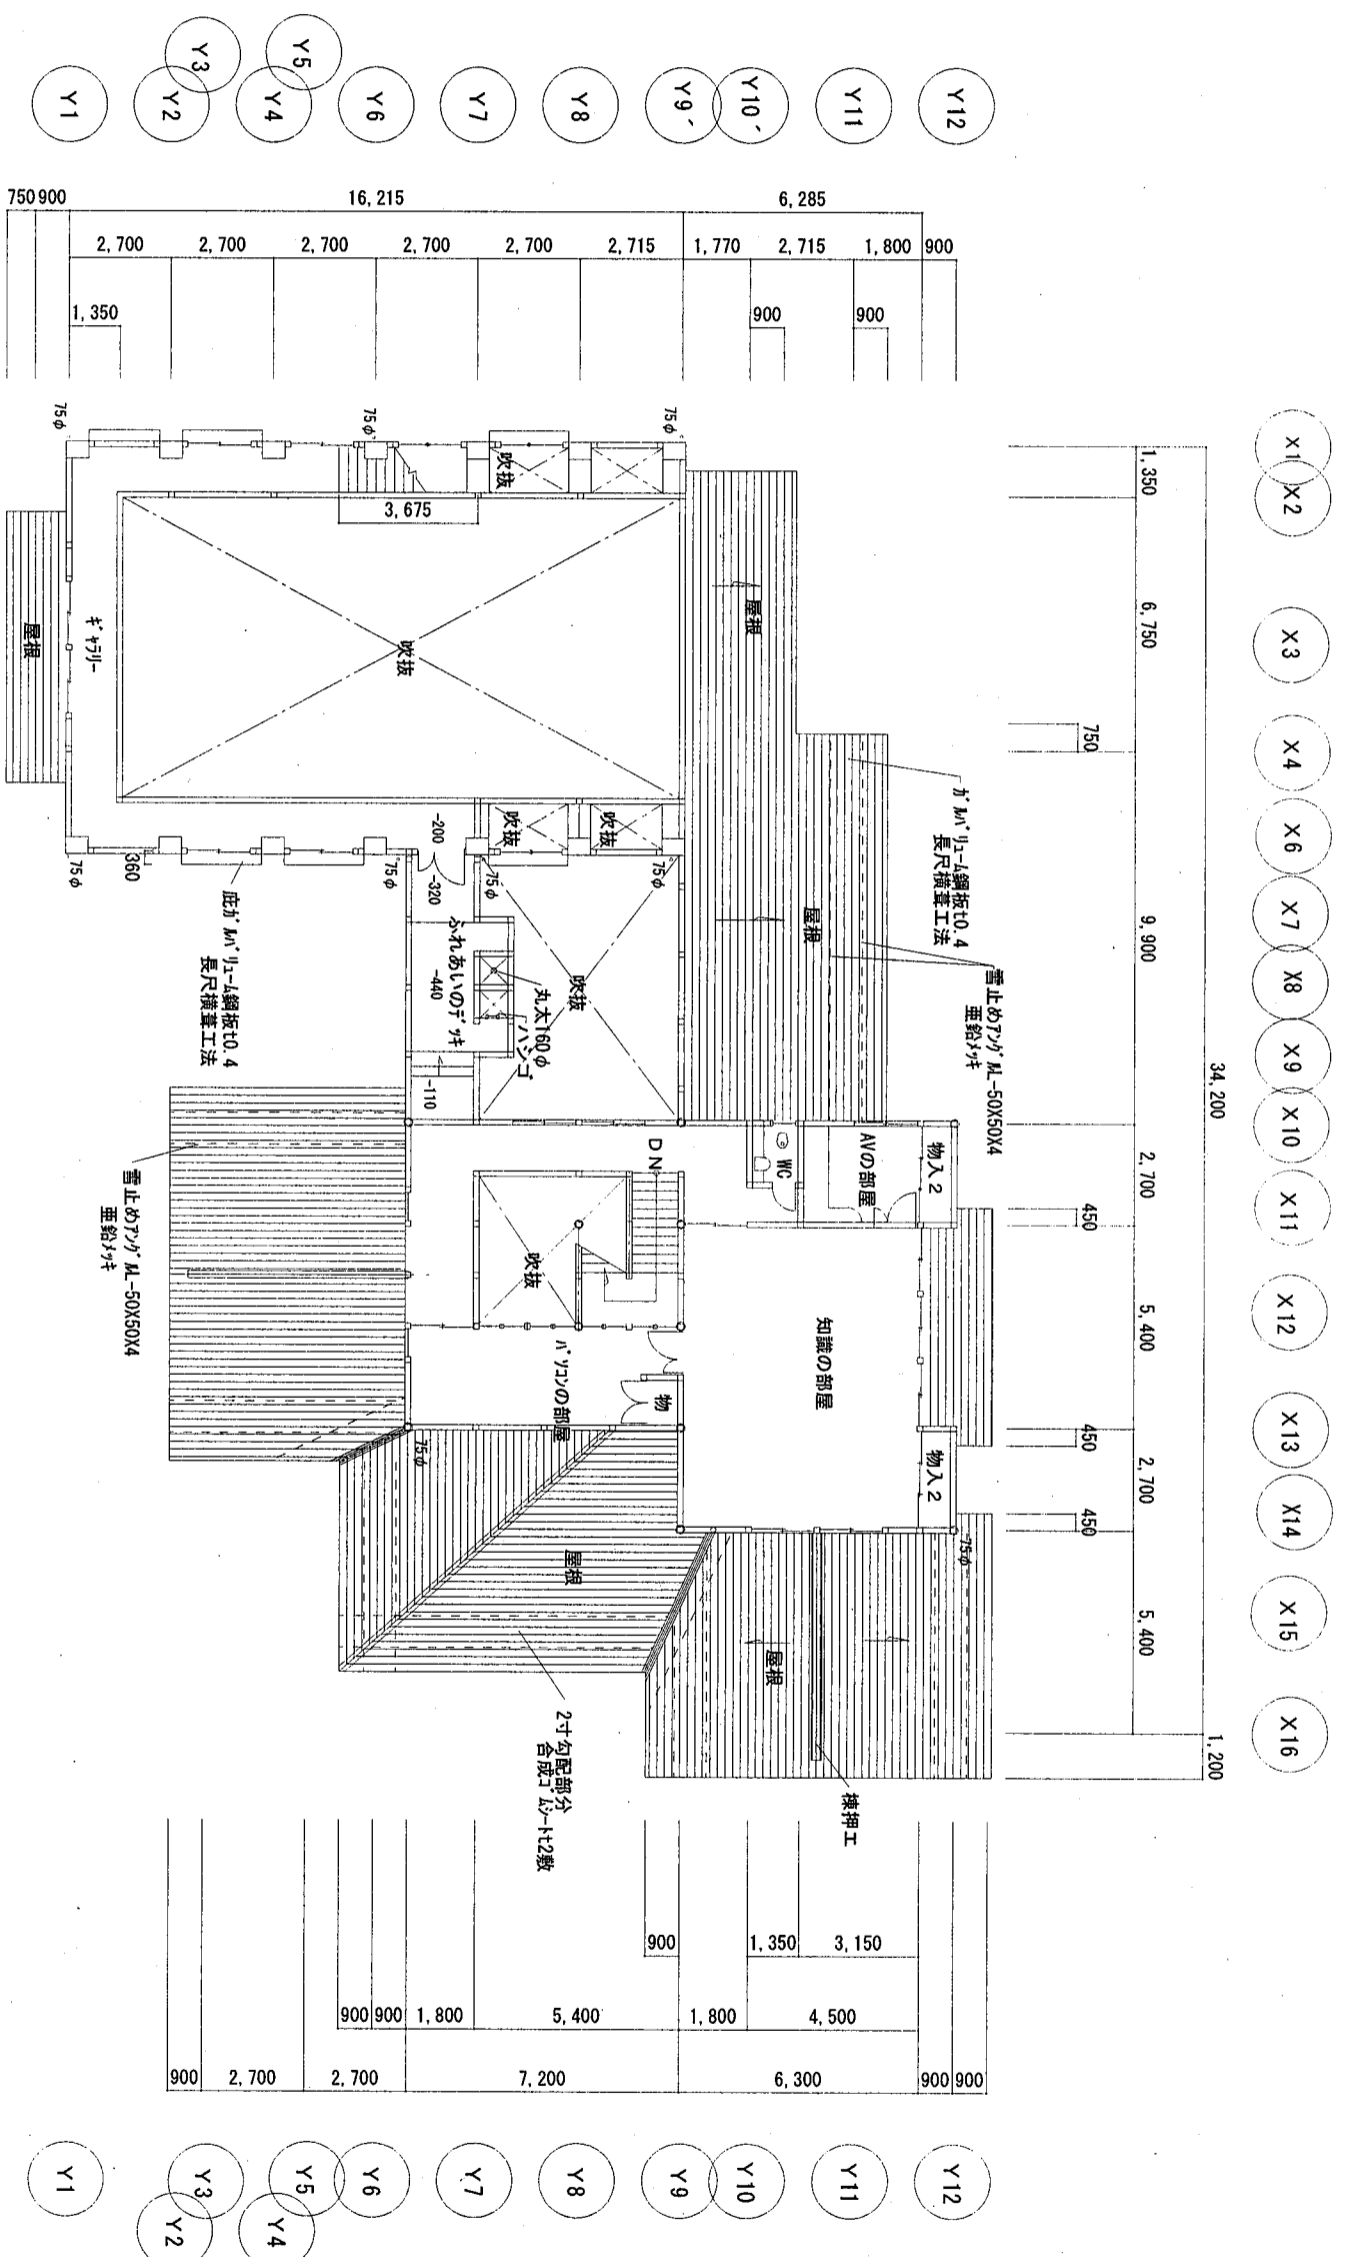 Y3
Y5
Y1
Y2
Y4
Y6
Y7
Y8
Y9´
Y10´
Y11
Y12
750
900
16,215
6,285
2,700
2,700
2,700
2,700
2,700
2,715
1,770
2,715
1,800
900
1,350
900
900
X1
X2
X3
X4
X6
X7
X8
X9
X10
X11
X12
X13
X14
X15
X16
34,200
1,200
1,350
6,750
9,900
2,700
5,400
2,700
5,400
750
450
450
450
75φ
75φ
75φ
吹抜
3,675
屋根
屋根
ギャラリー
吹抜
ガルバリューム鋼板t0.4
長尺横葺工法
吹抜
吹抜
-200
-320
75φ
360
75φ
75φ
75φ
屋根
庇ガルバリューム鋼板t0.4
長尺横葺工法
ふれあいのデッキ
-440
吹抜
丸太160φ
ハシゴ
-110
雪止めアングルL-50X50X4
亜鉛メッキ
雪止めアングルL-50X50X4
亜鉛メッキ
DN
WC
AVの部屋
物入2
吹抜
パソコンの部屋
物
知識の部屋
物入2
75φ
75φ
屋根
屋根
2寸勾配部分
合成ゴムシートt2敷
棟押エ
900
1,350
3,150
900
900
1,800
5,400
1,800
4,500
900
2,700
2,700
7,200
6,300
900
900
Y1
Y3
Y5
Y6
Y7
Y8
Y9
Y10
Y11
Y12
Y2
Y4